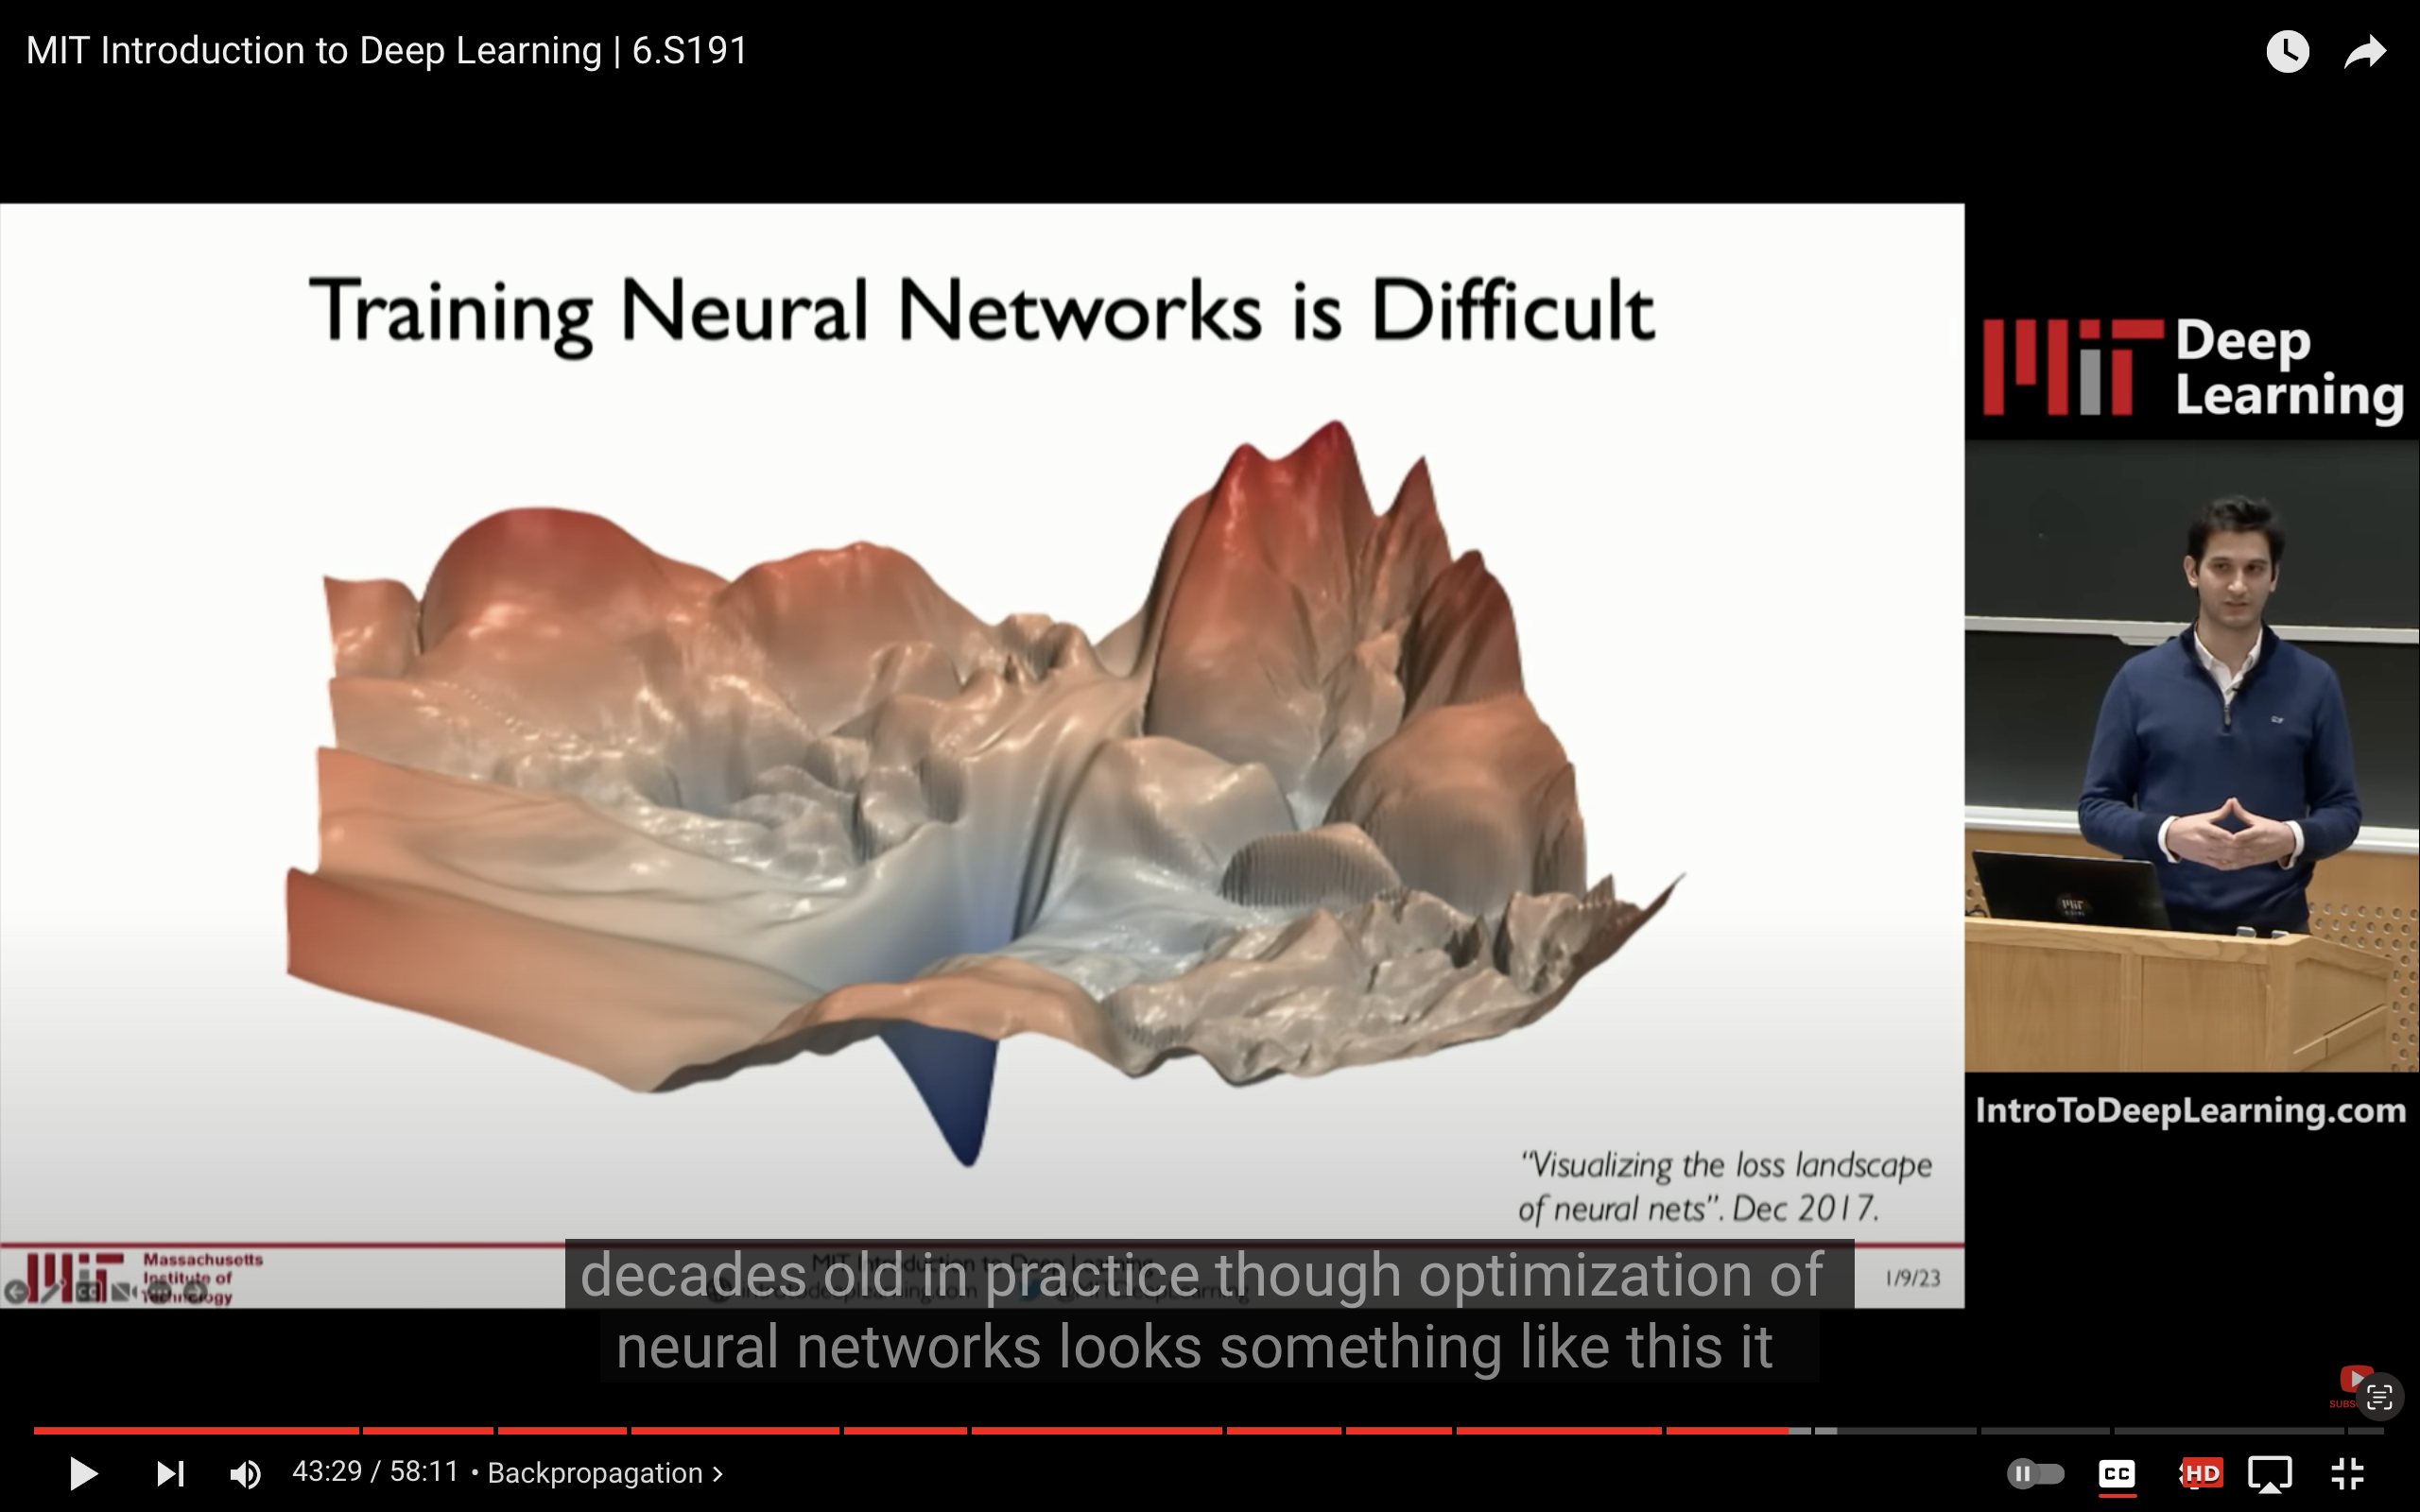 MIT Introduction to Deep Learning | 6.S191
Training Neural Networks is Difficult
Deep
Learning
IntroToDeepLearning.com
"Visualizing the loss landscape
of neural nets". Dec 2017.
Massachusetts
Institute of
Technology
1/9/23
decades old in practice though optimization of
neural networks looks something like this it
43:29 / 58:11 • Backpropagation
CC
HD